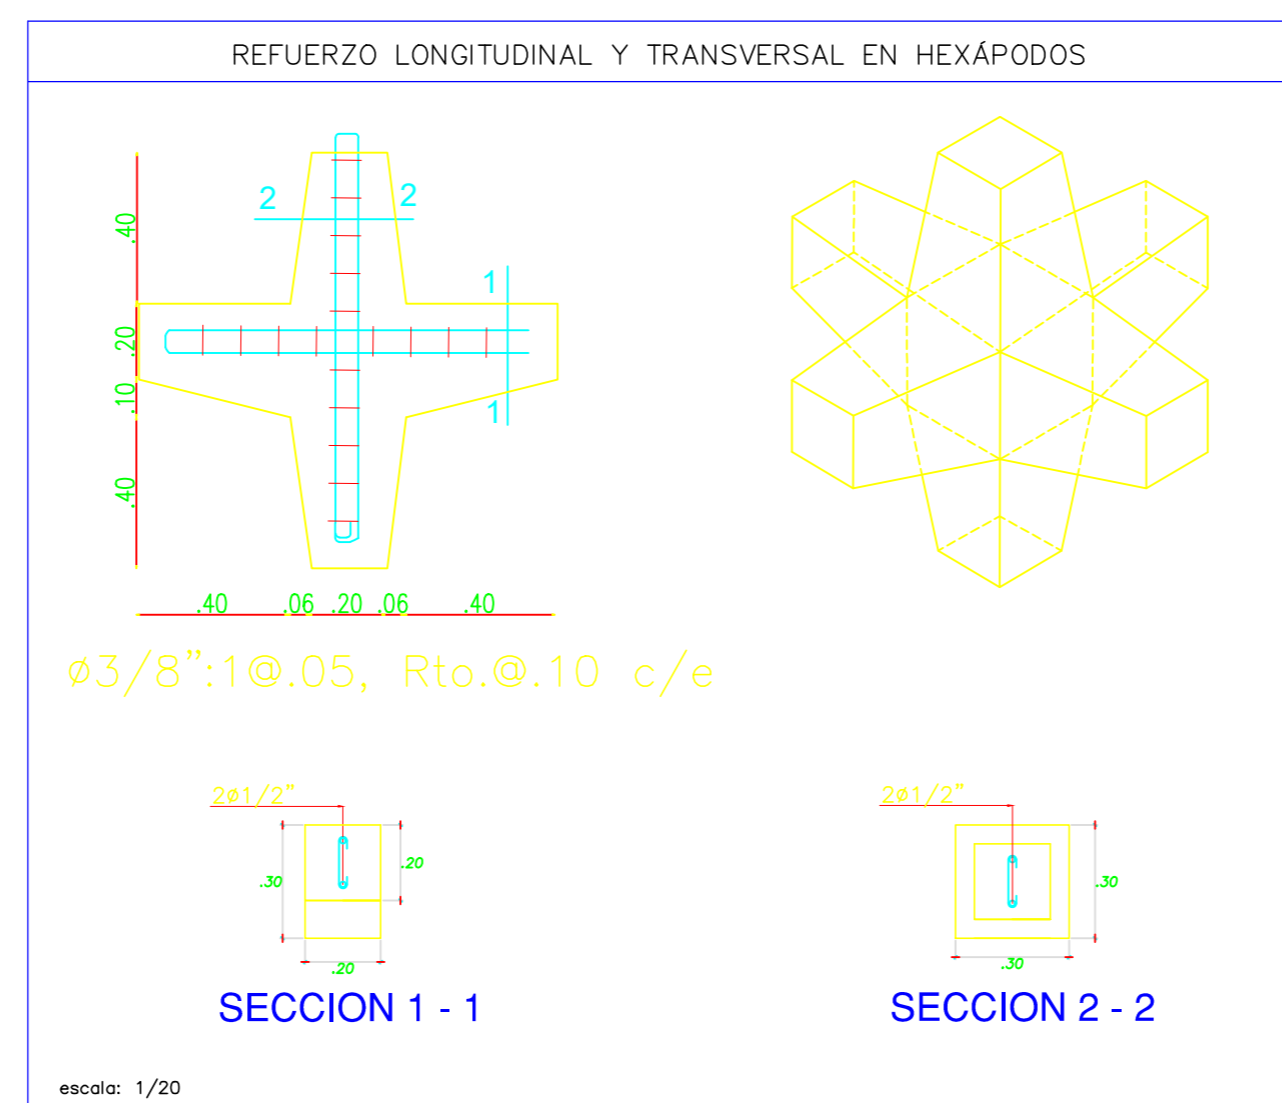 REFUERZO LONGITUDINAL Y TRANSVERSAL EN HEXÁPODOS
2 2
.40
1
.20
.10
1
.40
.40 .06 .20 .06 .40
ø3/8":1@.05, Rto.@.10 c/e
2ø1/2"
.30
.20
.20
SECCION 1 - 1
2ø1/2"
.30
.30
SECCION 2 - 2
escala: 1/20